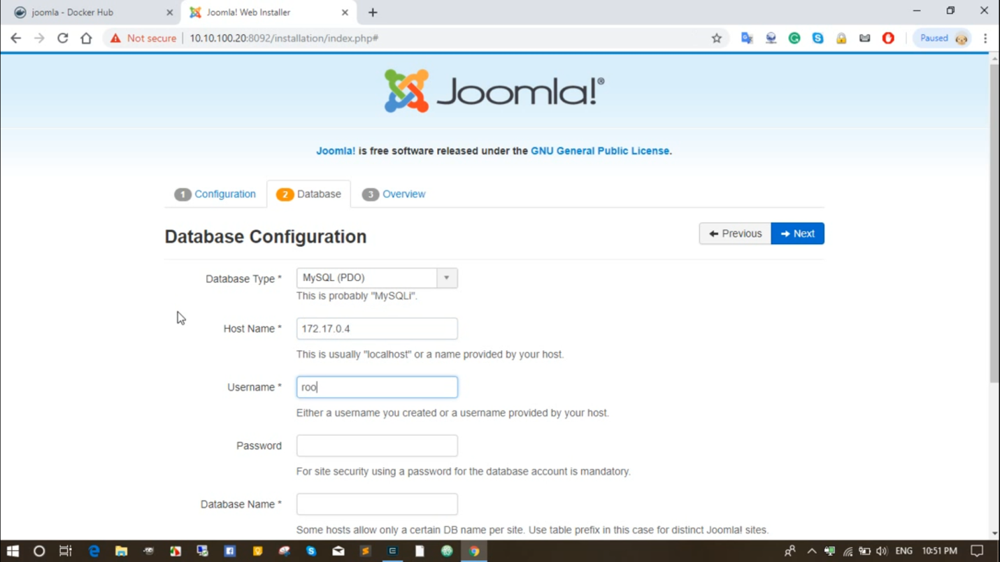 joomla - Docker Hub
Joomla! Web Installer
Not secure
10.10.100.20:8092/installation/index.php#
Paused
Joomla!®
Joomla! is free software released under the GNU General Public License.
1 Configuration
2 Database
3 Overview
Database Configuration
Previous
Next
Database Type *
MySQL (PDO)
This is probably "MySQLi".
Host Name *
172.17.0.4
This is usually "localhost" or a name provided by your host.
Username *
roo
Either a username you created or a username provided by your host.
Password
For site security using a password for the database account is mandatory.
Database Name *
Some hosts allow only a certain DB name per site. Use table prefix in this case for distinct Joomla! sites.
ENG
10:51 PM